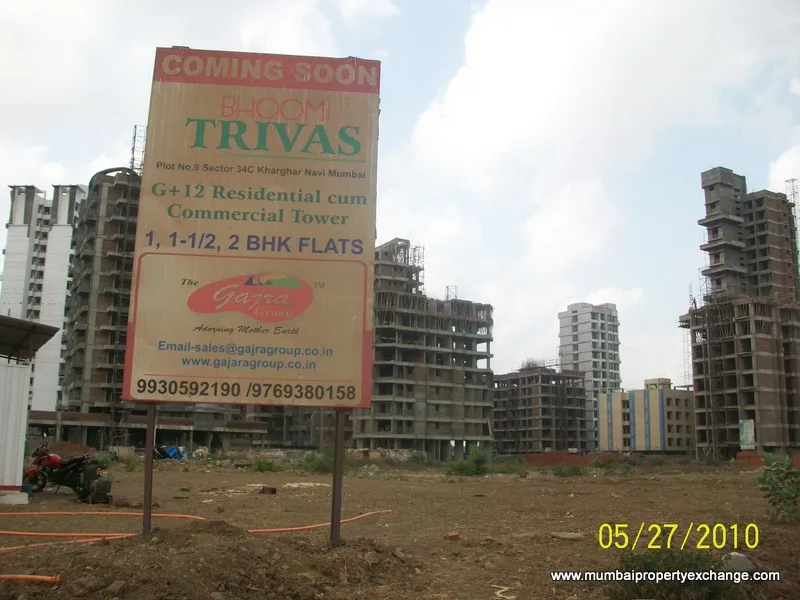 COMING SOON
BHOOMI
TRIVAS
Plot No.9 Sector 34C Kharghar Navi Mumbai
G+12 Residential cum
Commercial Tower
1, 1-1/2, 2 BHK FLATS
The
Gajra
Group
TM
Adorning Mother Earth
Email-sales@gajragroup.co.in
www.gajaragroup.co.in
9930592190 /9769380158
05/27/2010
www.mumbaipropertyexchange.com